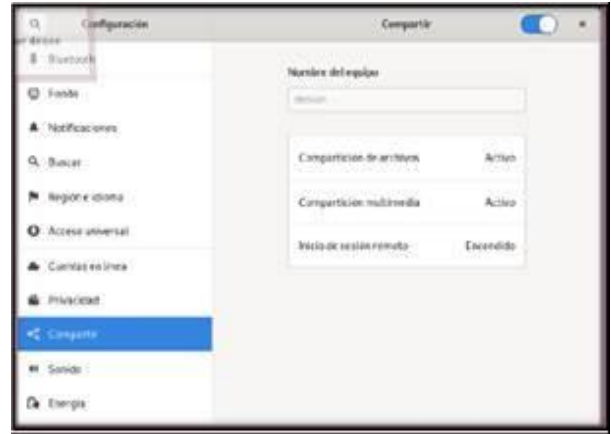 Configuración
Compartir
Bluetooth
Fondo
Notificaciones
Buscar
Región e idioma
Acceso universal
Cuentas en línea
Privacidad
Compartir
Sonido
Energía
Nombre del equipo
Compartición de archivos Activo
Compartición multimedia Activo
Inicio de sesión remoto Encendido